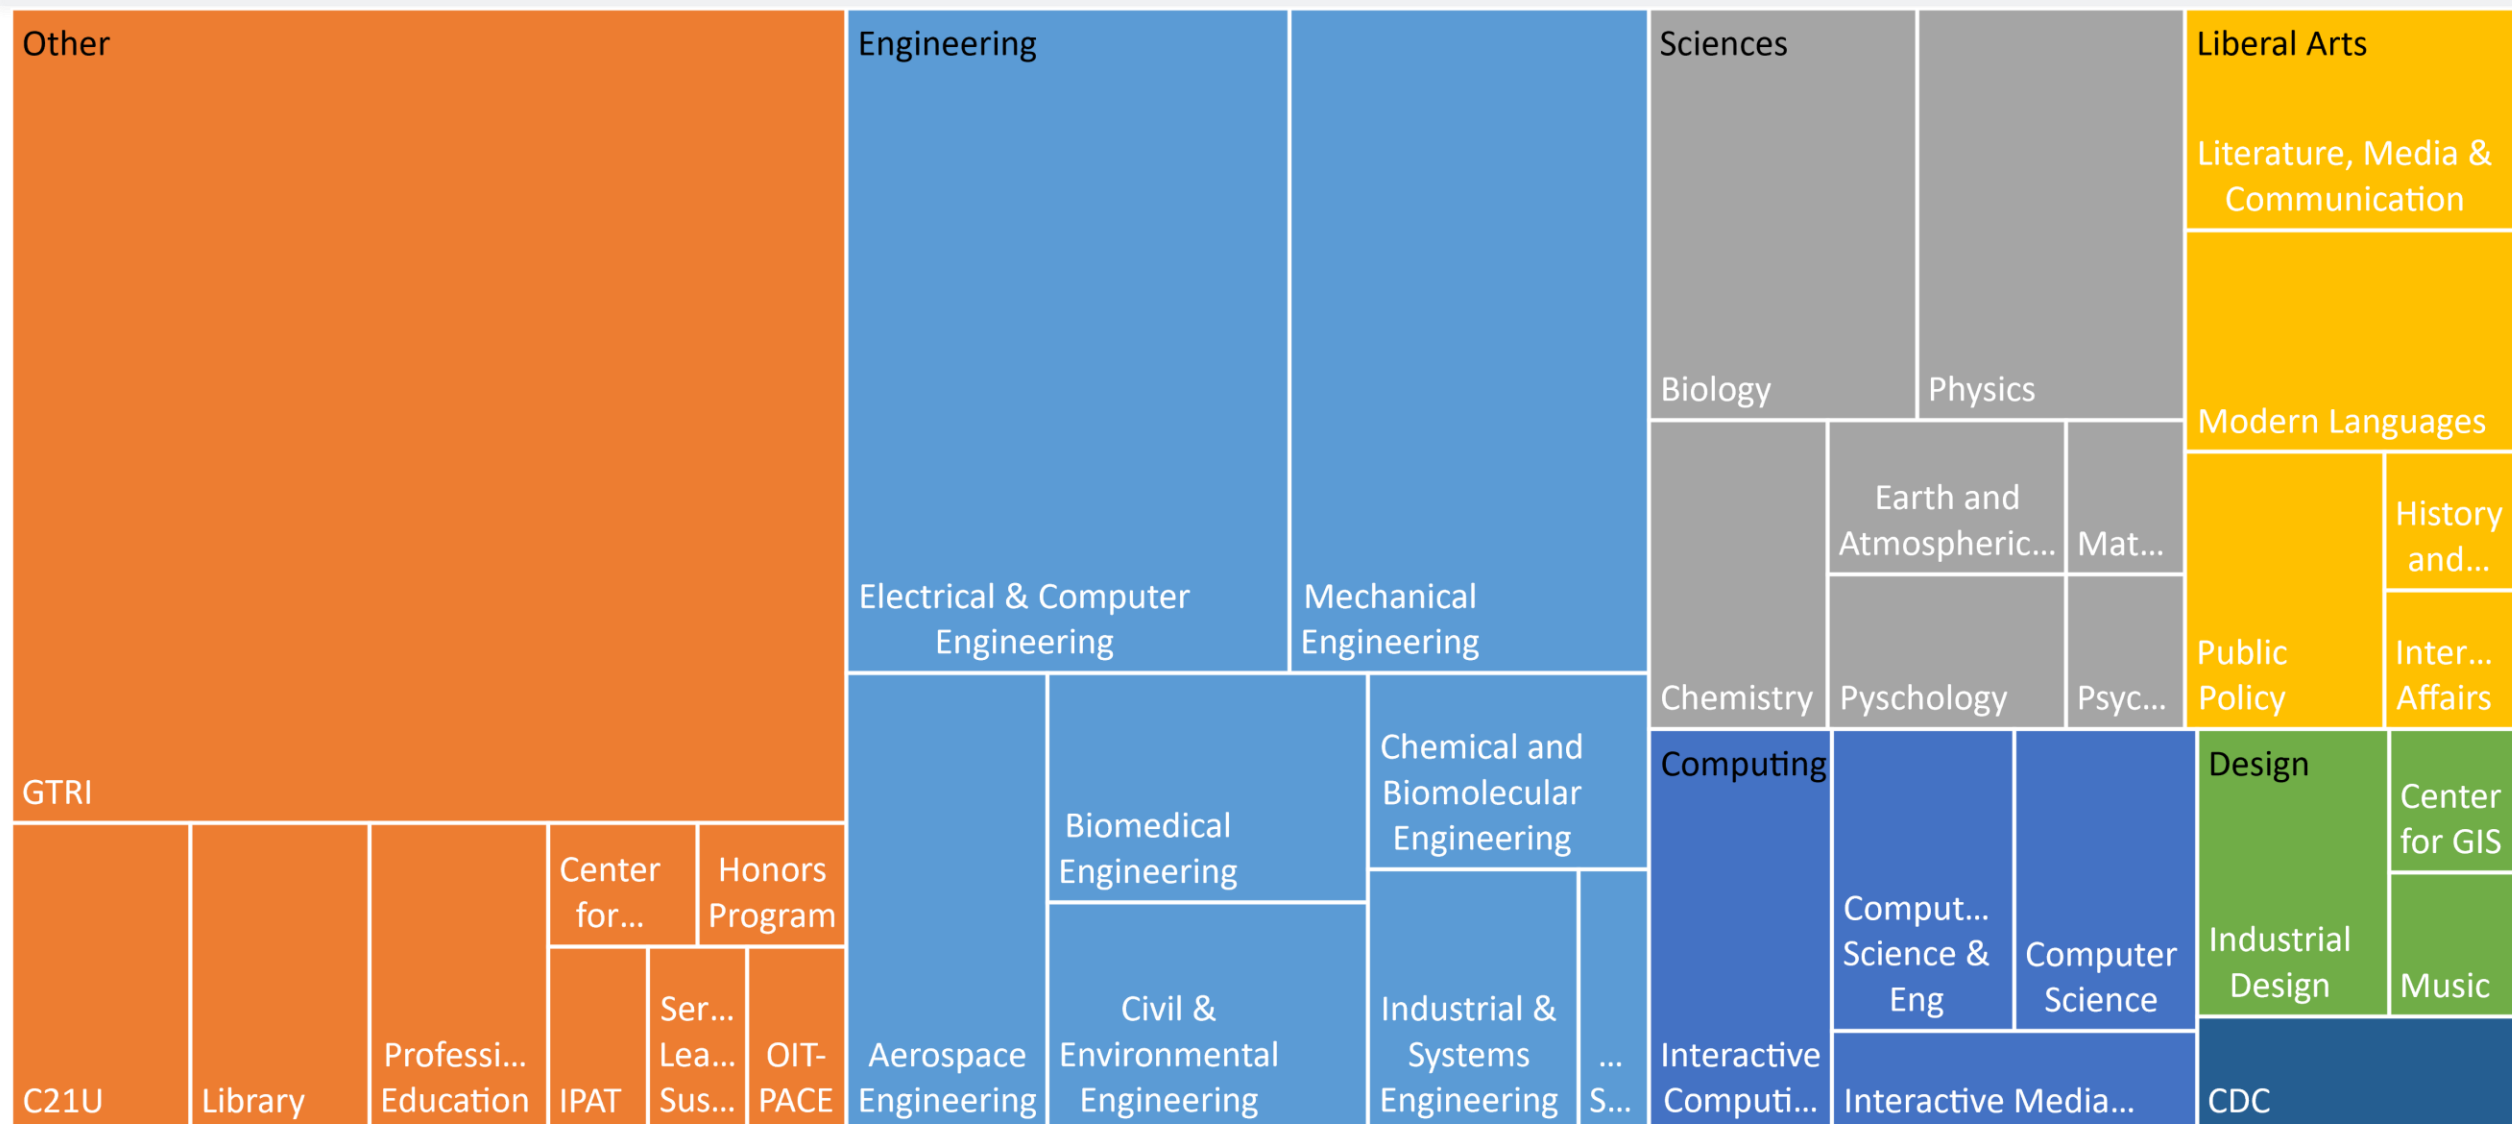 Other
GTRI
C21U
Library
Professi...
Education
Center
for...
Honors
Program
IPAT
Ser...
Lea...
Sus...
OIT-
PACE
Engineering
Electrical & Computer
Engineering
Mechanical
Engineering
Aerospace
Engineering
Biomedical
Engineering
Civil &
Environmental
Engineering
Chemical and
Biomolecular
Engineering
Industrial &
Systems
Engineering
...
S...
Sciences
Biology
Physics
Chemistry
Earth and
Atmospheric...
Mat...
Pyschology
Psyc...
Liberal Arts
Literature, Media &
Communication
Modern Languages
Public
Policy
History
and...
Inter...
Affairs
Computing
Interactive
Computi...
Comput...
Science &
Eng
Computer
Science
Interactive Media...
Design
Industrial
Design
Center
for GIS
Music
CDC